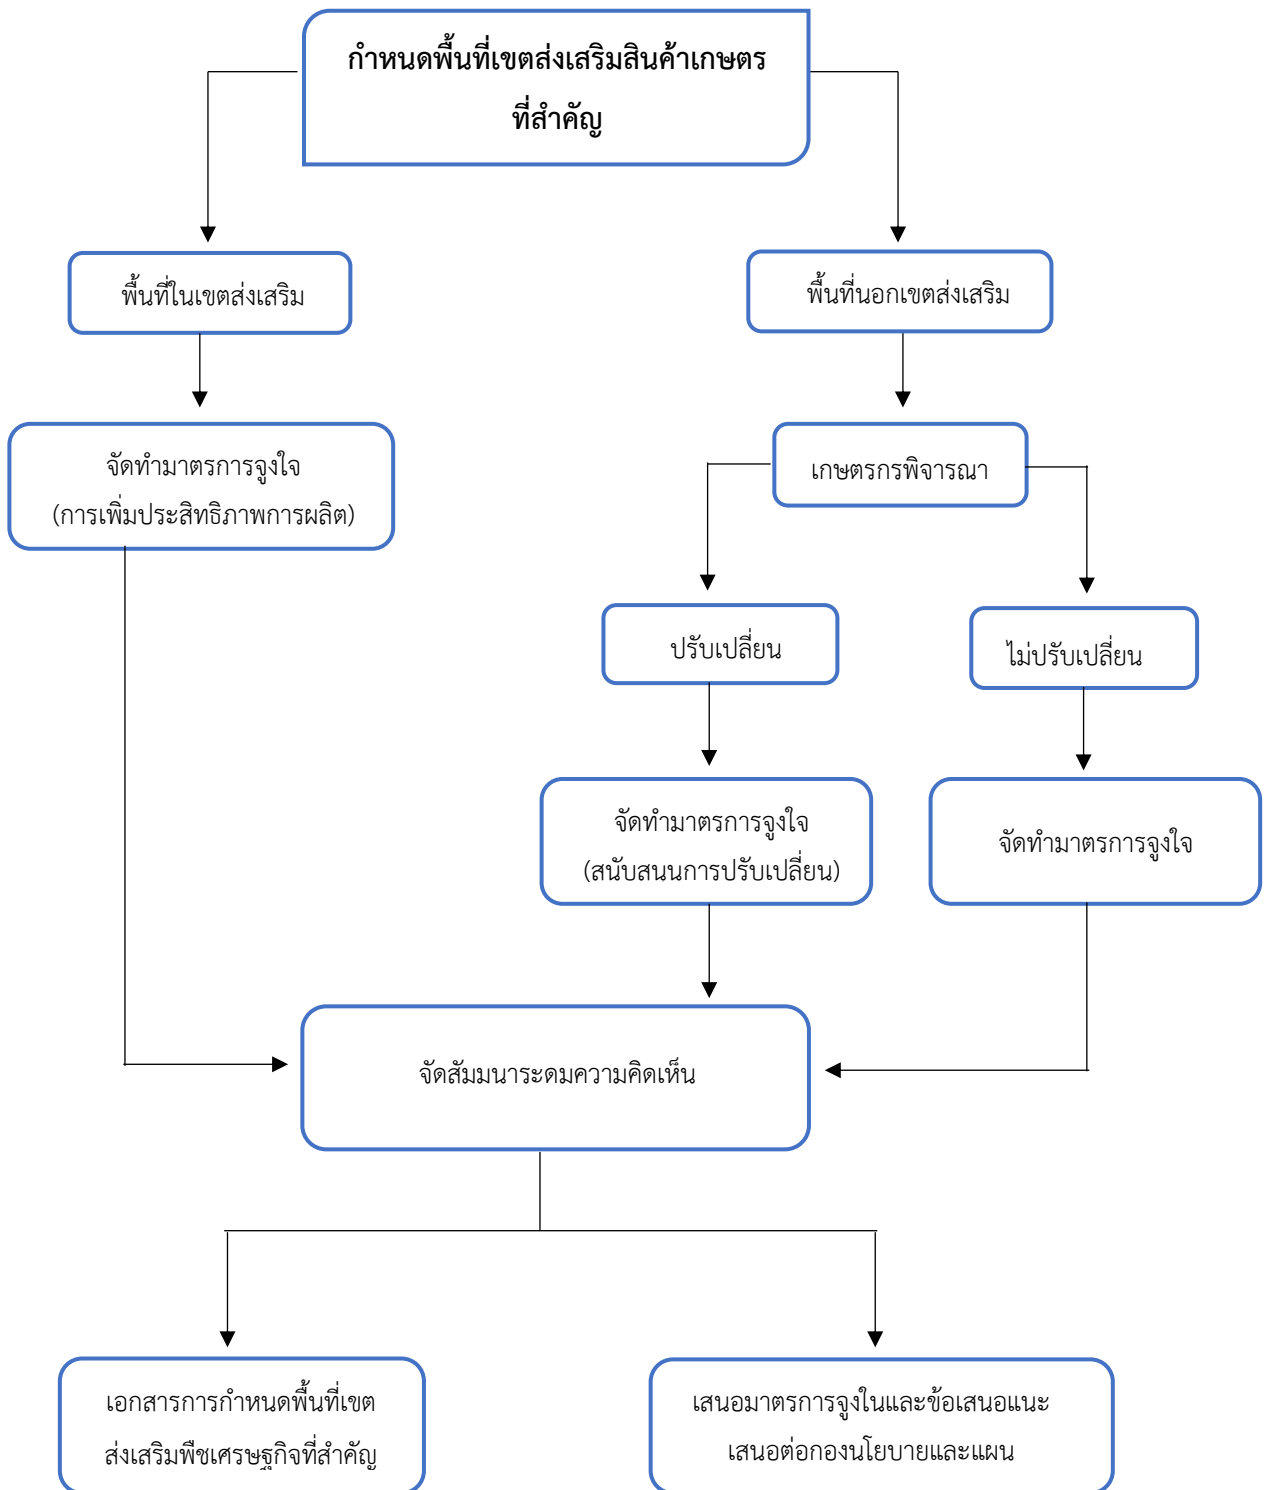 กำหนดพื้นที่เขตส่งเสริมสินค้าเกษตร
ที่สำคัญ
พื้นที่ในเขตส่งเสริม
พื้นที่นอกเขตส่งเสริม
จัดทำมาตรการจูงใจ
(การเพิ่มประสิทธิภาพการผลิต)
เกษตรกรพิจารณา
ปรับเปลี่ยน
ไม่ปรับเปลี่ยน
จัดทำมาตรการจูงใจ
(สนับสนนการปรับเปลี่ยน)
จัดทำมาตรการจูงใจ
จัดสัมมนาระดมความคิดเห็น
เอกสารการกำหนดพื้นที่เขต
ส่งเสริมพืชเศรษฐกิจที่สำคัญ
เสนอมาตรการจูงในและข้อเสนอแนะ
เสนอต่อกองนโยบายและแผน